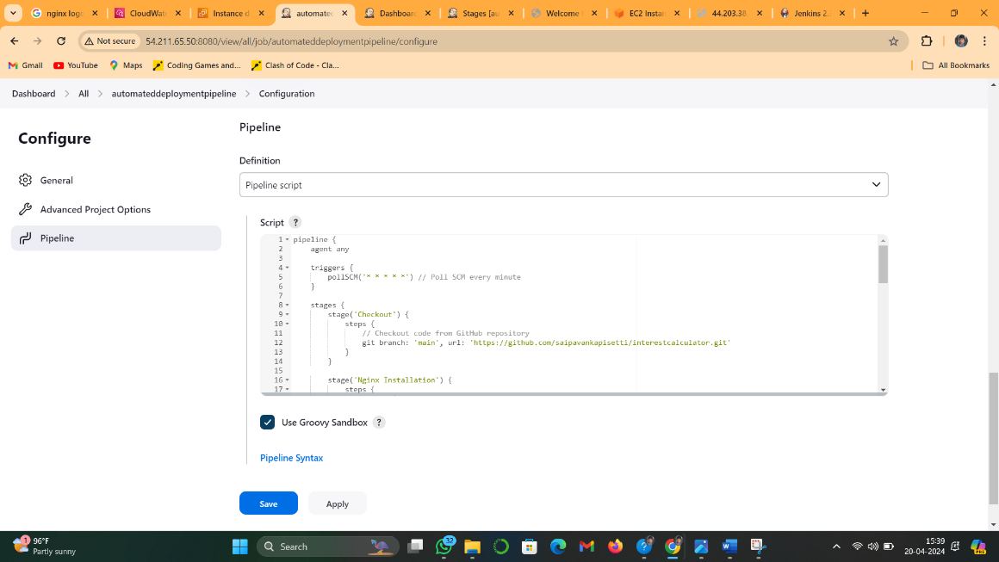 nginx logo
CloudWat
Instance d
automated
Dashboard
Stages [au
Welcome
EC2 Instan
44.203.38.
Jenkins 2.
Not secure
54.211.65.50:8080/view/all/job/automateddeploymentpipeline/configure
Gmail
YouTube
Maps
Coding Games and...
Clash of Code - Cla...
All Bookmarks
Dashboard > All > automateddeploymentpipeline > Configuration
Configure
General
Advanced Project Options
Pipeline
Pipeline
Definition
Pipeline script
Script ?
1 pipeline {
2 agent any
3
4 triggers {
5 pollSCM('* * * * *') // Poll SCM every minute
6 }
7
8 stages {
9 stage('Checkout') {
10 steps {
11 // Checkout code from GitHub repository
12 git branch: 'main', url: 'https://github.com/saipavankapisetti/interestcalculator.git'
13 }
14 }
15
16 stage('Nginx Installation') {
17 steps {
Use Groovy Sandbox ?
Pipeline Syntax
Save
Apply
1
96°F
Partly sunny
Search
32
15:39
20-04-2024
PRE